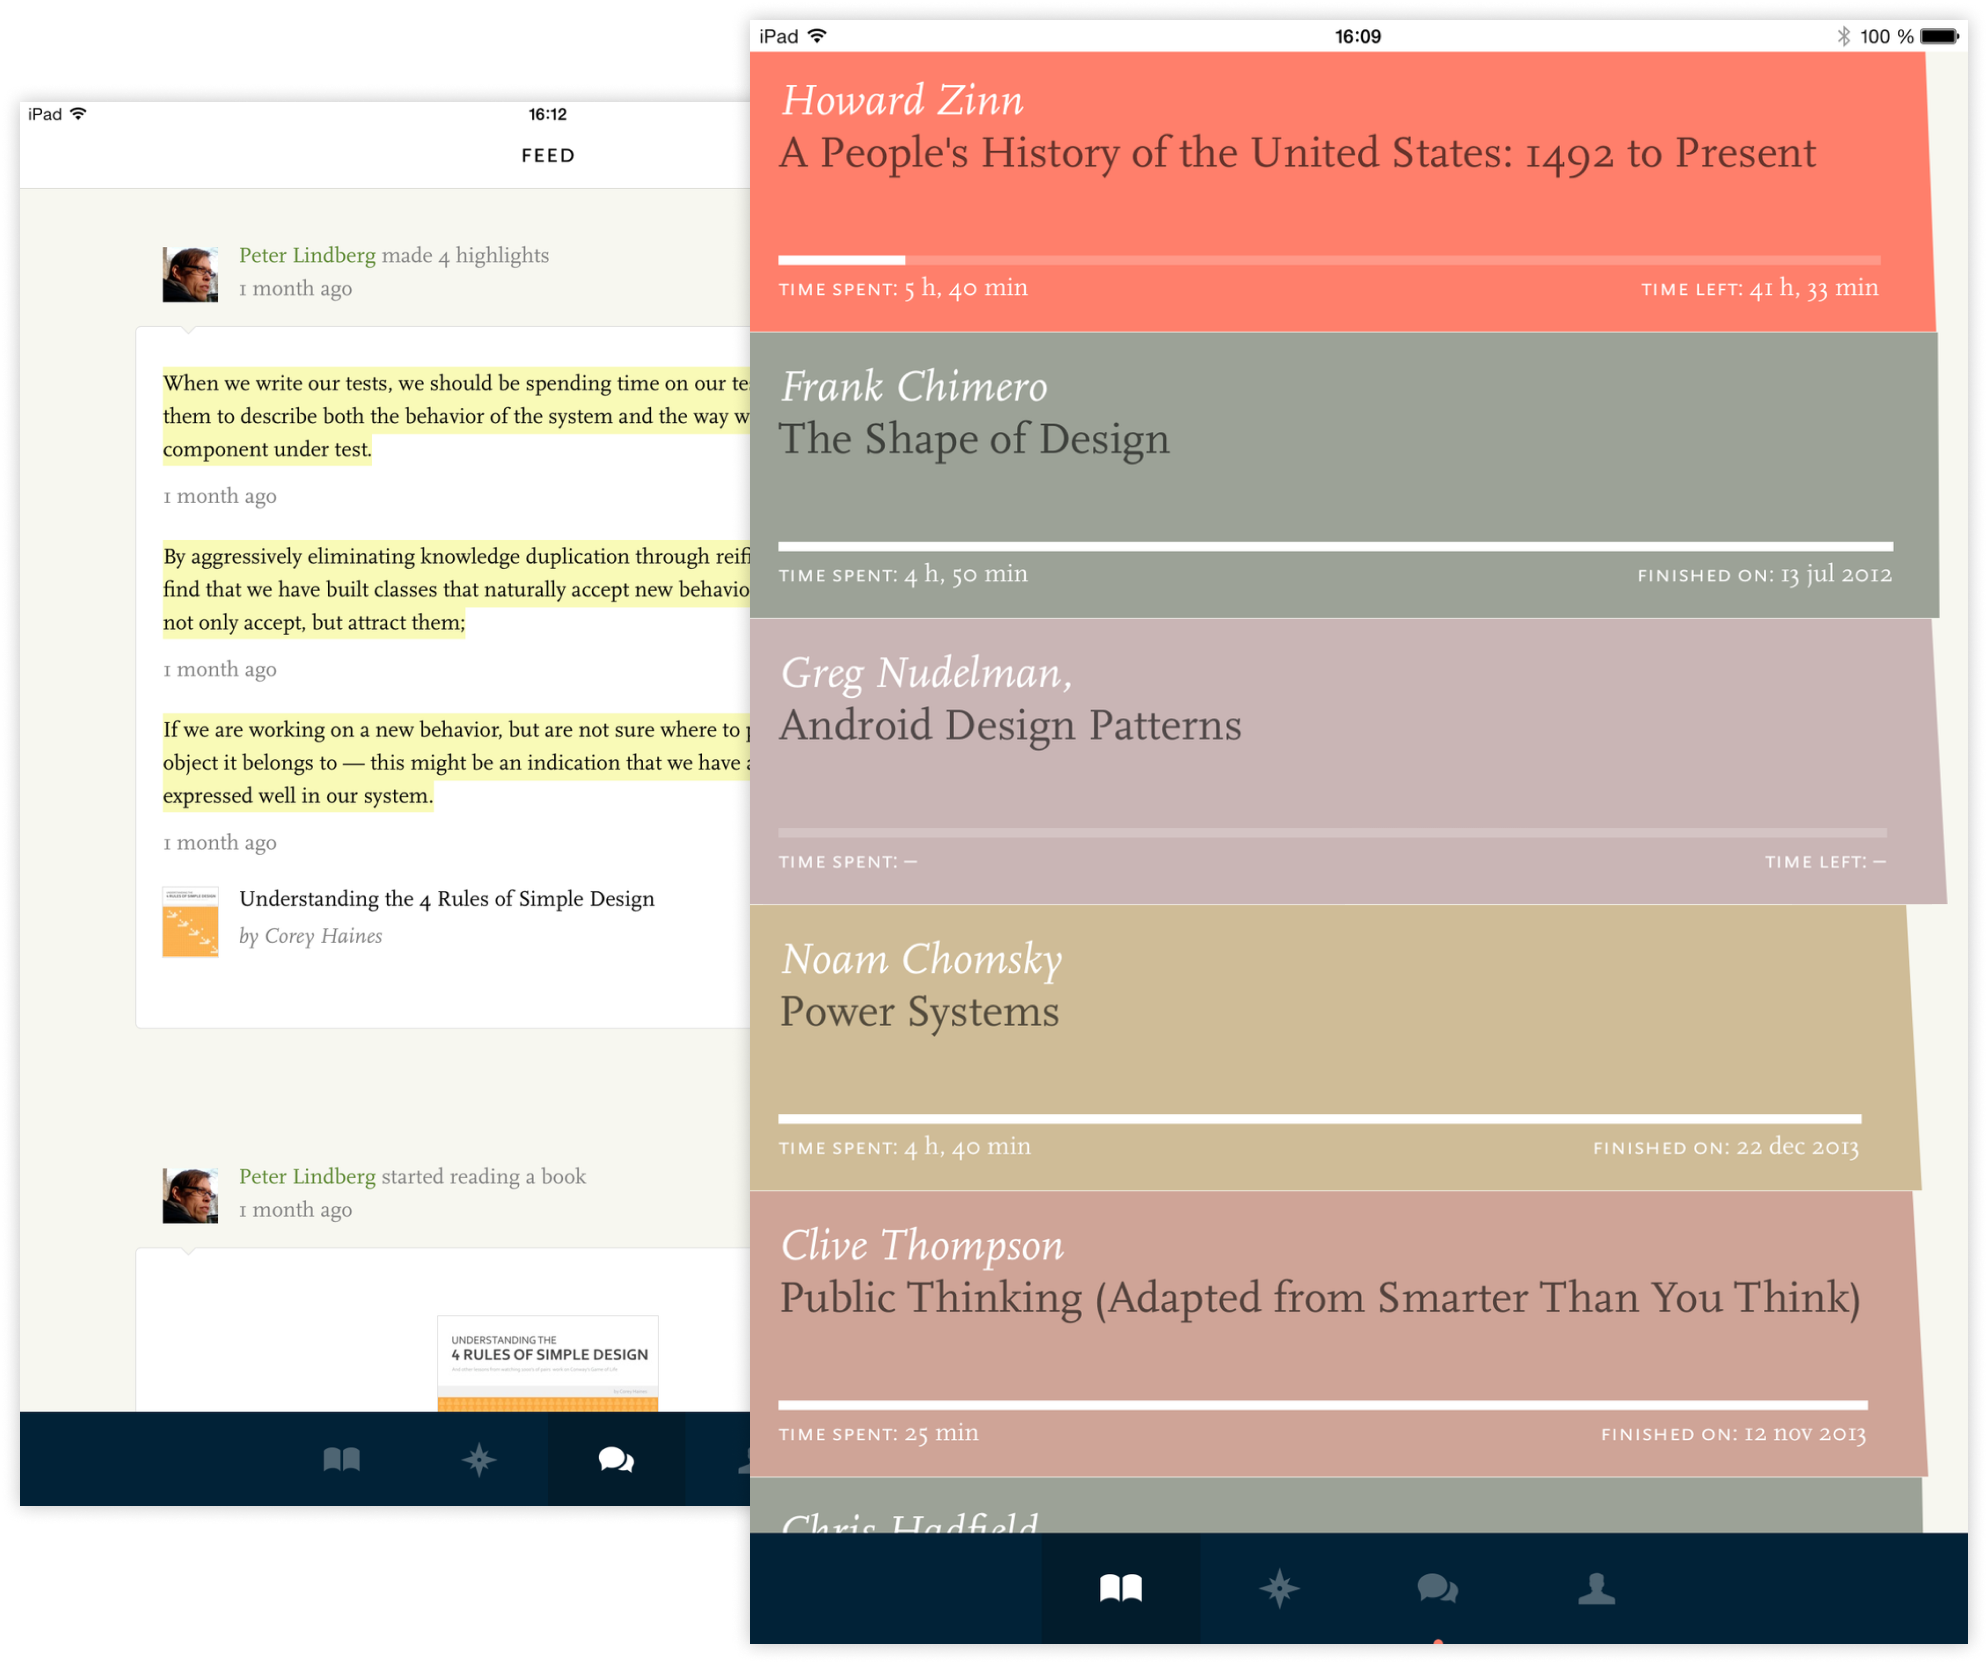 iPad
16:12
FEED
Peter Lindberg made 4 highlights
1 month ago
When we write our tests, we should be spending time on our
them to describe both the behavior of the system and the way
component under test.
1 month ago
By aggressively eliminating knowledge duplication through
find that we have built classes that naturally accept new
not only accept, but attract them;
1 month ago
If we are working on a new behavior, but are not sure where to
object it belongs to — this might be an indication that we have
expressed well in our system.
1 month ago
Understanding the 4 Rules of Simple Design
by Corey Haines
Peter Lindberg started reading a book
1 month ago
UNDERSTANDING THE
4 RULES OF SIMPLE DESIGN
by Corey Haines
iPad
16:09
100 %
Howard Zinn
A People's History of the United States: 1492 to Present
TIME SPENT: 5 h, 40 min
TIME LEFT: 41 h, 33 min
Frank Chimero
The Shape of Design
TIME SPENT: 4 h, 50 min
FINISHED ON: 13 jul 2012
Greg Nudelman,
Android Design Patterns
TIME SPENT: –
TIME LEFT: –
Noam Chomsky
Power Systems
TIME SPENT: 4 h, 40 min
FINISHED ON: 22 dec 2013
Clive Thompson
Public Thinking (Adapted from Smarter Than You Think)
TIME SPENT: 25 min
FINISHED ON: 12 nov 2013
Chris Hadfield